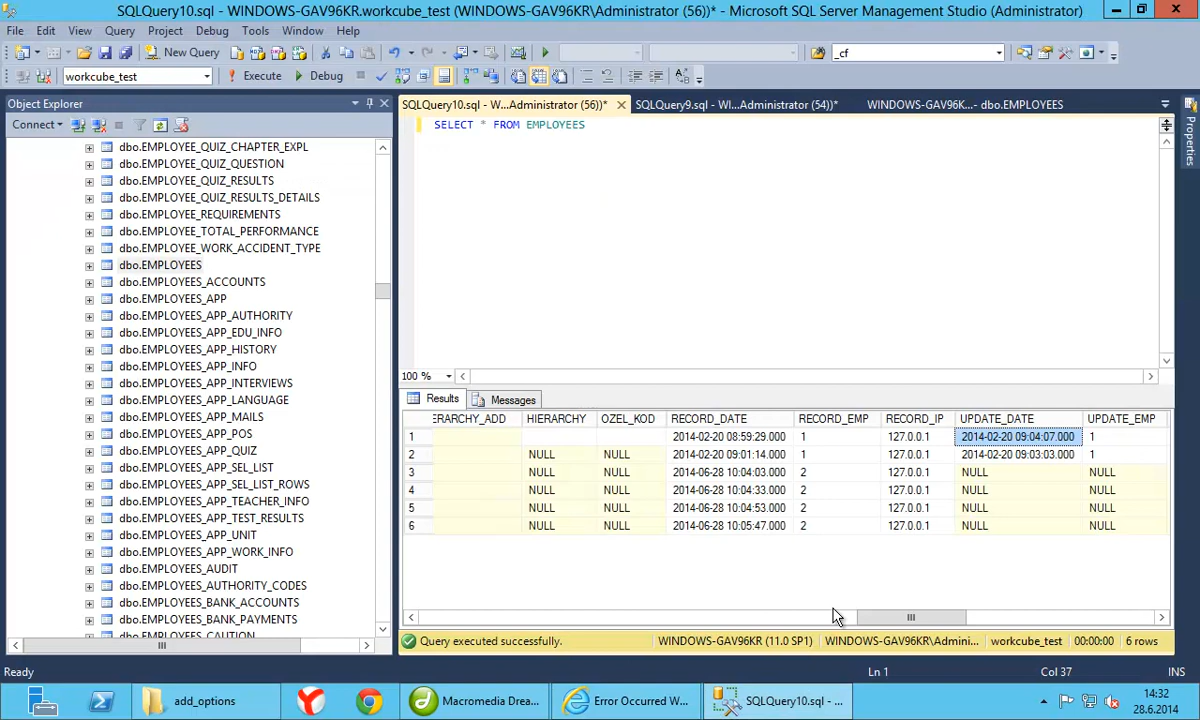 SQLQuery10.sql - WINDOWS-GAV96KR.workcube_test (WINDOWS-GAV96KR\Administrator (56))* - Microsoft SQL Server Management Studio (Administrator)
File Edit View Query Project Debug Tools Window Help
New Query _cf
workcube_test Execute Debug
Object Explorer
Connect
dbo.EMPLOYEE_QUIZ_CHAPTER_EXPL
dbo.EMPLOYEE_QUIZ_QUESTION
dbo.EMPLOYEE_QUIZ_RESULTS
dbo.EMPLOYEE_QUIZ_RESULTS_DETAILS
dbo.EMPLOYEE_REQUIREMENTS
dbo.EMPLOYEE_TOTAL_PERFORMANCE
dbo.EMPLOYEE_WORK_ACCIDENT_TYPE
dbo.EMPLOYEES
dbo.EMPLOYEES_ACCOUNTS
dbo.EMPLOYEES_APP
dbo.EMPLOYEES_APP_AUTHORITY
dbo.EMPLOYEES_APP_EDU_INFO
dbo.EMPLOYEES_APP_HISTORY
dbo.EMPLOYEES_APP_INFO
dbo.EMPLOYEES_APP_INTERVIEWS
dbo.EMPLOYEES_APP_LANGUAGE
dbo.EMPLOYEES_APP_MAILS
dbo.EMPLOYEES_APP_POS
dbo.EMPLOYEES_APP_QUIZ
dbo.EMPLOYEES_APP_SEL_LIST
dbo.EMPLOYEES_APP_SEL_LIST_ROWS
dbo.EMPLOYEES_APP_TEACHER_INFO
dbo.EMPLOYEES_APP_TEST_RESULTS
dbo.EMPLOYEES_APP_UNIT
dbo.EMPLOYEES_APP_WORK_INFO
dbo.EMPLOYEES_AUDIT
dbo.EMPLOYEES_AUTHORITY_CODES
dbo.EMPLOYEES_BANK_ACCOUNTS
dbo.EMPLOYEES_BANK_PAYMENTS
dbo.EMPLOYEES_CAUTION
SQLQuery10.sql - W...Administrator (56))* SQLQuery9.sql - WI...Administrator (54))* WINDOWS-GAV96K... - dbo.EMPLOYEES
SELECT * FROM EMPLOYEES
100 %
Results Messages
ERARCHY_ADD HIERARCHY OZEL_KOD RECORD_DATE RECORD_EMP RECORD_IP UPDATE_DATE UPDATE_EMP
1 2014-02-20 08:59:29.000 1 127.0.0.1 2014-02-20 09:04:07.000 1
2 NULL NULL 2014-02-20 09:01:14.000 1 127.0.0.1 2014-02-20 09:03:03.000 1
3 NULL NULL 2014-06-28 10:04:03.000 2 127.0.0.1 NULL NULL
4 NULL NULL 2014-06-28 10:04:33.000 2 127.0.0.1 NULL NULL
5 NULL NULL 2014-06-28 10:04:53.000 2 127.0.0.1 NULL NULL
6 NULL NULL 2014-06-28 10:05:47.000 2 127.0.0.1 NULL NULL
Query executed successfully. WINDOWS-GAV96KR (11.0 SP1) WINDOWS-GAV96KR\Admini... workcube_test 00:00:00 6 rows
Properties
Ready Ln 1 Col 37 INS
add_options Macromedia Drea... Error Occurred W... SQLQuery10.sql - ... 14:32
28.6.2014